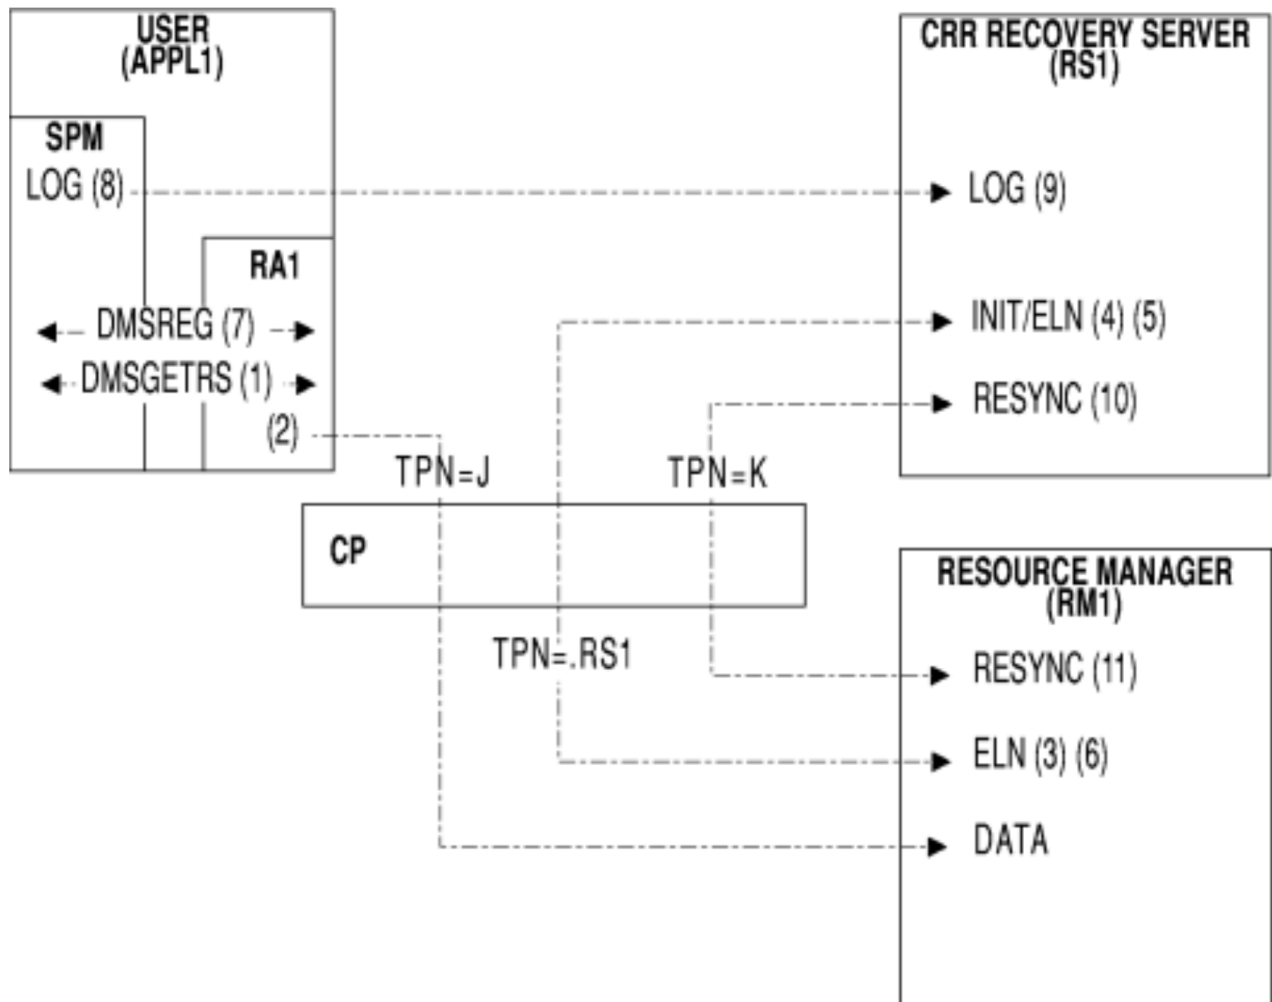 USER
(APPL1)
SPM
LOG (8)
RA1
DMSREG (7)
DMSGETRS (1)
(2)
CRR RECOVERY SERVER
(RS1)
LOG (9)
INIT/ELN (4) (5)
RESYNC (10)
TPN=J
TPN=K
CP
TPN=.RS1
RESOURCE MANAGER
(RM1)
RESYNC (11)
ELN (3) (6)
DATA